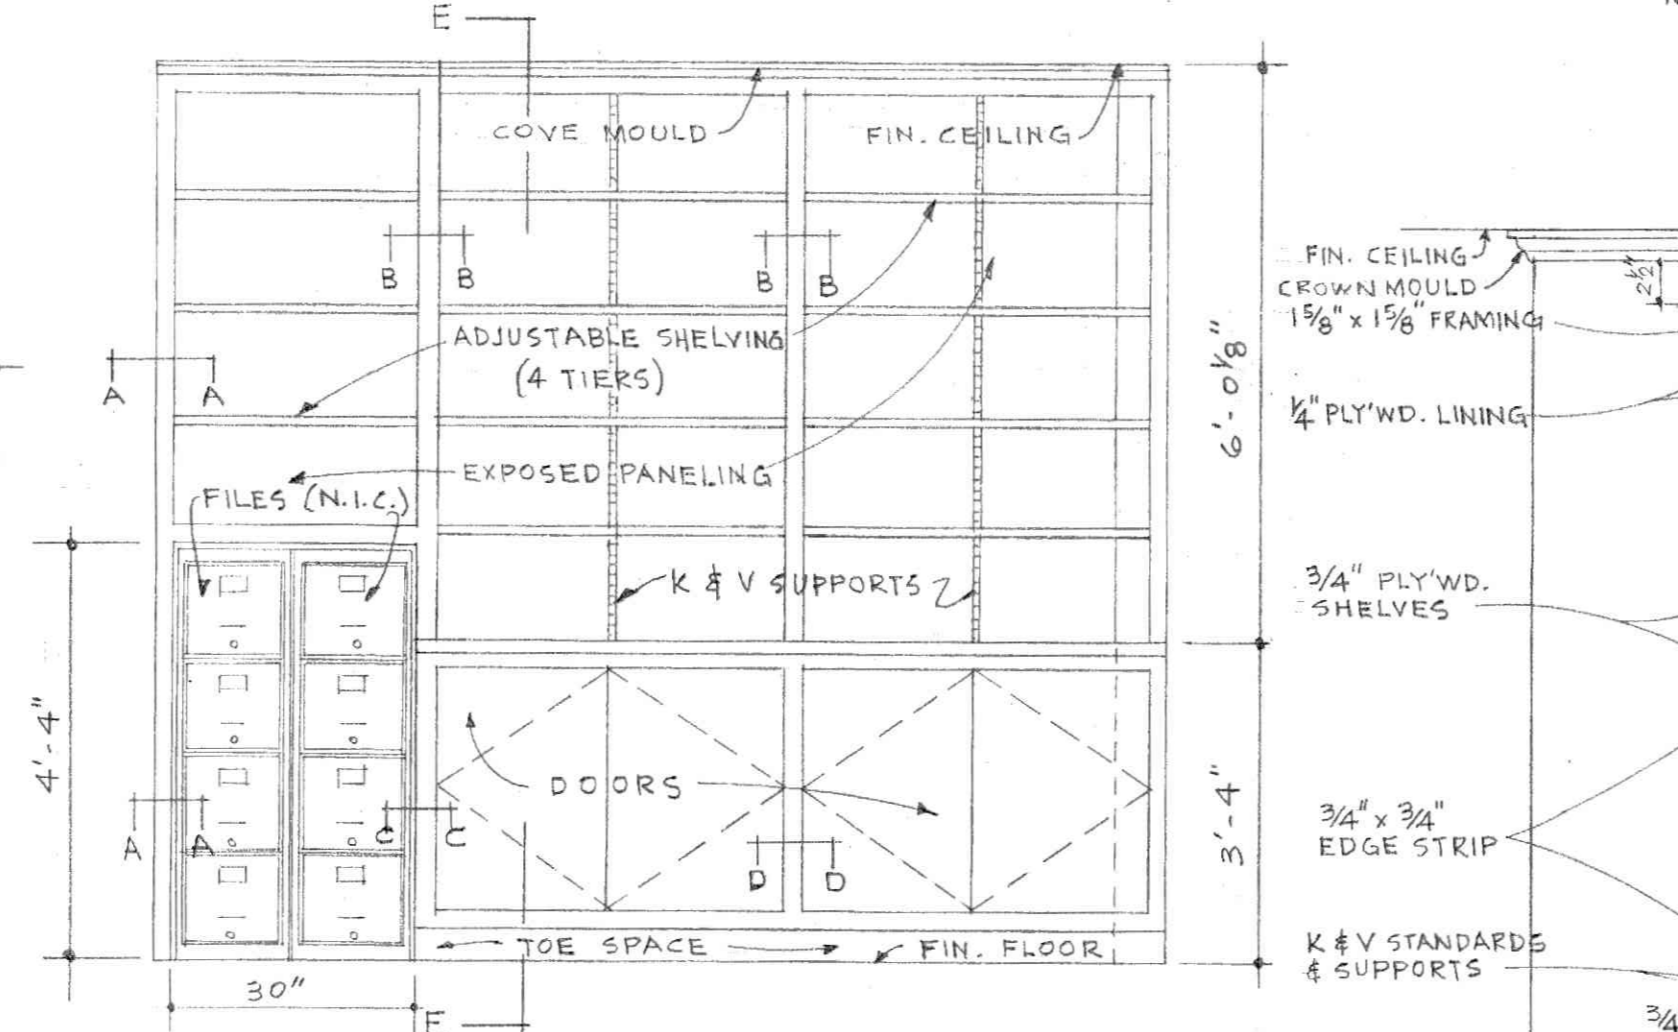 E
COVE MOULD
FIN. CEILING
B B
B B
ADJUSTABLE SHELVING
(4 TIERS)
A A
EXPOSED PANELING
FILES (N.I.C.)
K & V SUPPORTS
4'-4"
DOORS
A A
C C
D D
TOE SPACE
FIN. FLOOR
30"
6'-0⅛"
3'-4"
FIN. CEILING
CROWN MOULD
2½"
1⅝" x 1⅝" FRAMING
¼" PLY'WD. LINING
3/4" PLY'WD.
SHELVES
3/4" x 3/4"
EDGE STRIP
K & V STANDARDS
& SUPPORTS